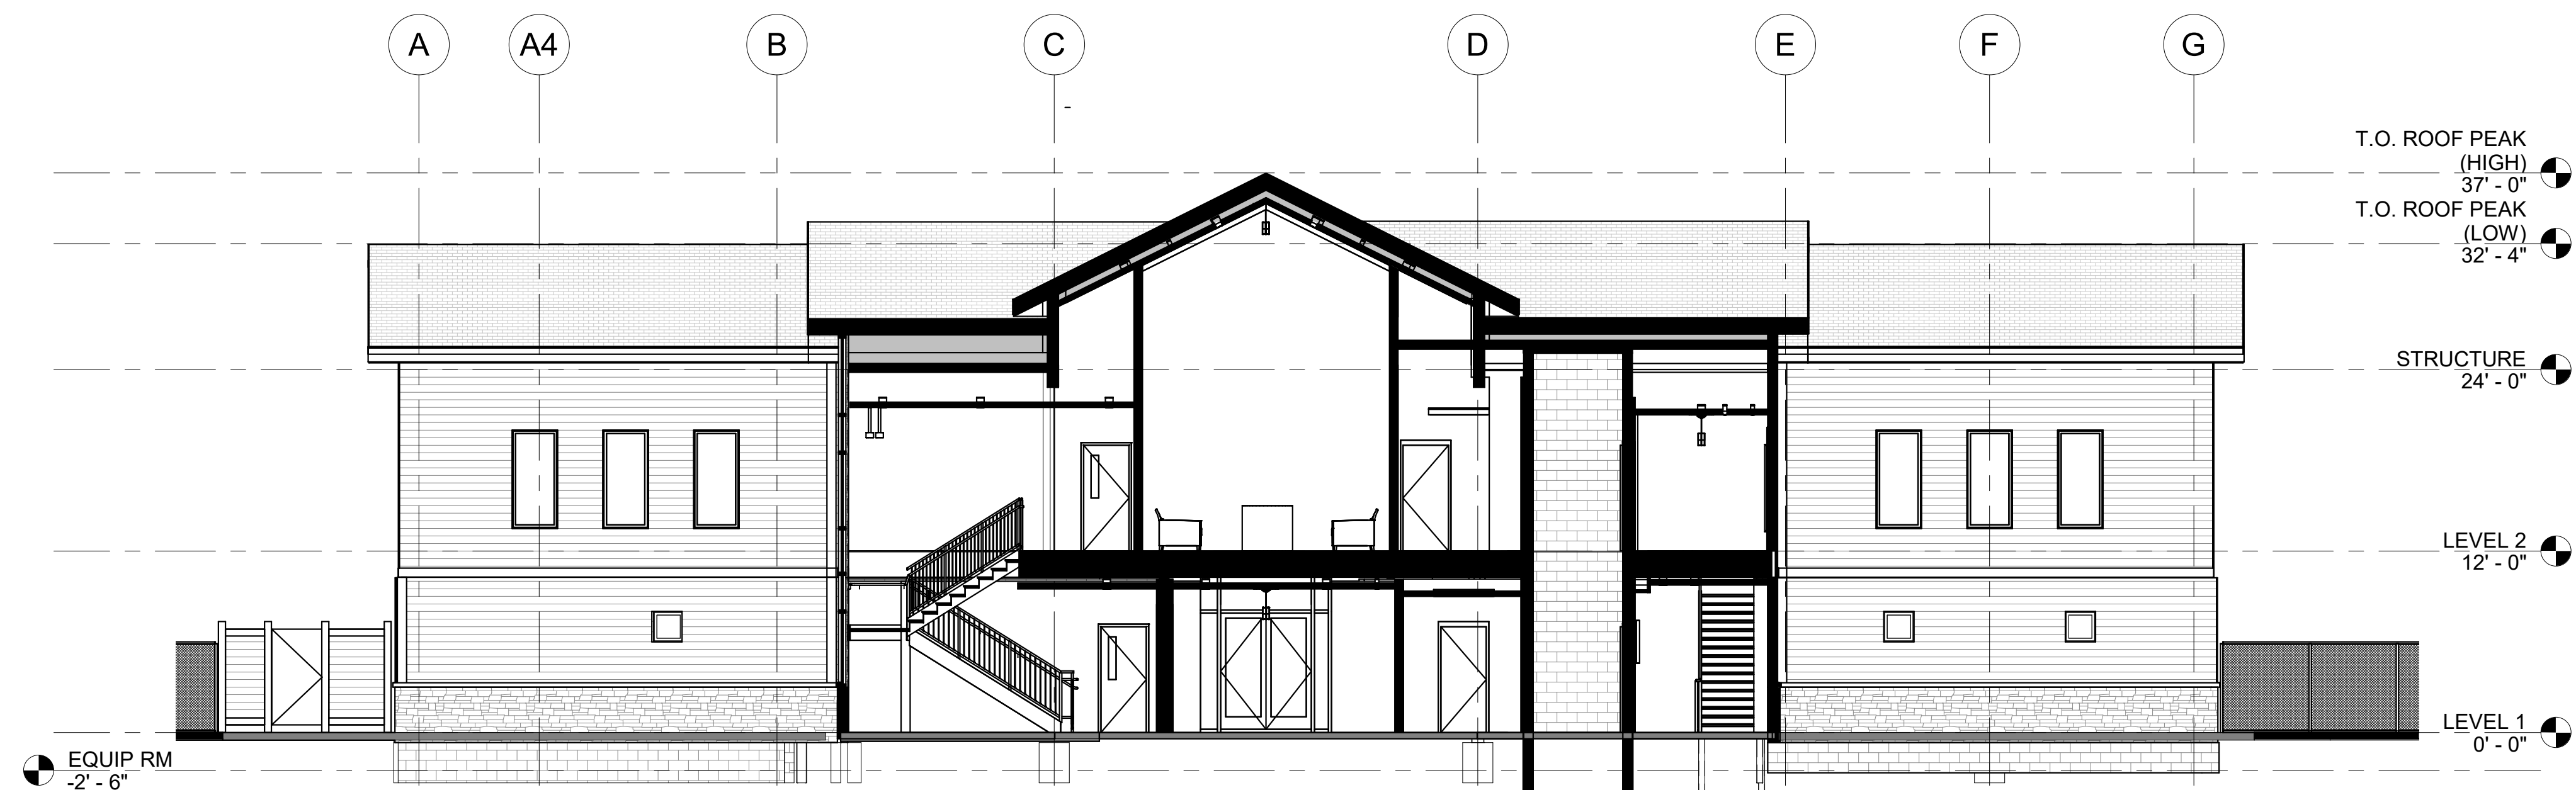 A A4 B C D E F G
-
T.O. ROOF PEAK
(HIGH)
37' - 0"
T.O. ROOF PEAK
(LOW)
32' - 4"
STRUCTURE
24' - 0"
LEVEL 2
12' - 0"
LEVEL 1
0' - 0"
EQUIP RM
-2' - 6"